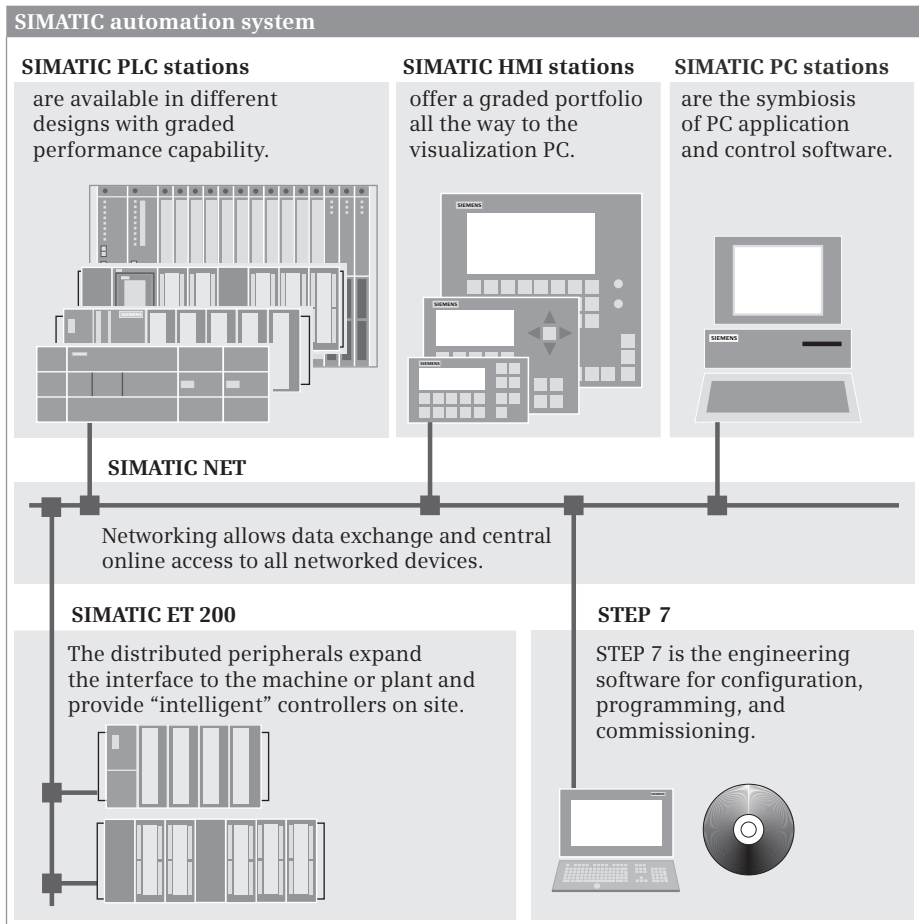 SIMATIC automation system
SIMATIC PLC stations
are available in different
designs with graded
performance capability.
SIEMENS
SIMATIC HMI stations
offer a graded portfolio
all the way to the
visualization PC.
SIEMENS
SIEMENS
SIEMENS
SIMATIC PC stations
are the symbiosis
of PC application
and control software.
SIEMENS
SIMATIC NET
Networking allows data exchange and central
online access to all networked devices.
SIMATIC ET 200
The distributed peripherals expand
the interface to the machine or plant and
provide “intelligent” controllers on site.
STEP 7
STEP 7 is the engineering
software for configuration,
programming, and
commissioning.